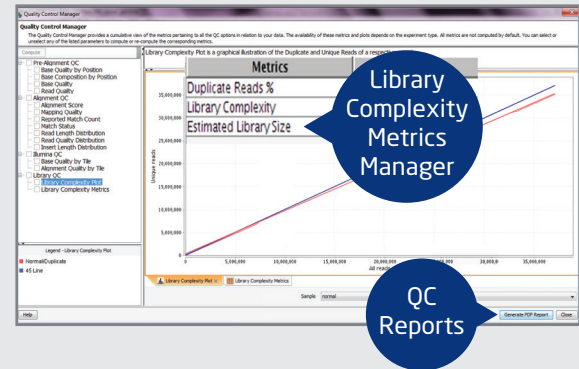 Quality Control Manager
Quality Control Manager
The Quality Control Manager provides a cumulative view of the metrics pertaining to all the QC options in relation to your data. The availability of these metrics and plots depends on the experiment type. All metrics are not computed by default. You can select or
unselect any of the listed parameters to compute or re-compute the corresponding metrics.
Compute
Library Complexity Plot is a graphical illustration of the Duplicate and Unique Reads of a
Pre-Alignment QC
Base Quality by Position
Base Composition by Position
Base Quality
Read Quality
Alignment QC
Alignment Score
Mapping Quality
Reported Match Count
Match Status
Read Length Distribution
Read Quality Distribution
Insert Length Distribution
Illumina QC
Base Quality by Tile
Alignment Quality by Tile
Library QC
Library Complexity Plot
Library Complexity Metrics
Legend - Library Complexity Plot
Normal/Duplicate
45 Line
Metrics
Duplicate Reads %
Library Complexity
Estimated Library Size
Library
Complexity
Metrics
Manager
35,000,000
30,000,000
25,000,000
20,000,000
15,000,000
10,000,000
5,000,000
0
Unique reads
0 5,000,000 10,000,000 15,000,000 20,000,000 25,000,000 30,000,0 35,000,000
All reads
Library Complexity Plot
Library Complexity Metrics
Sample normal
QC
Reports
Help
Generate PDF Report
Close